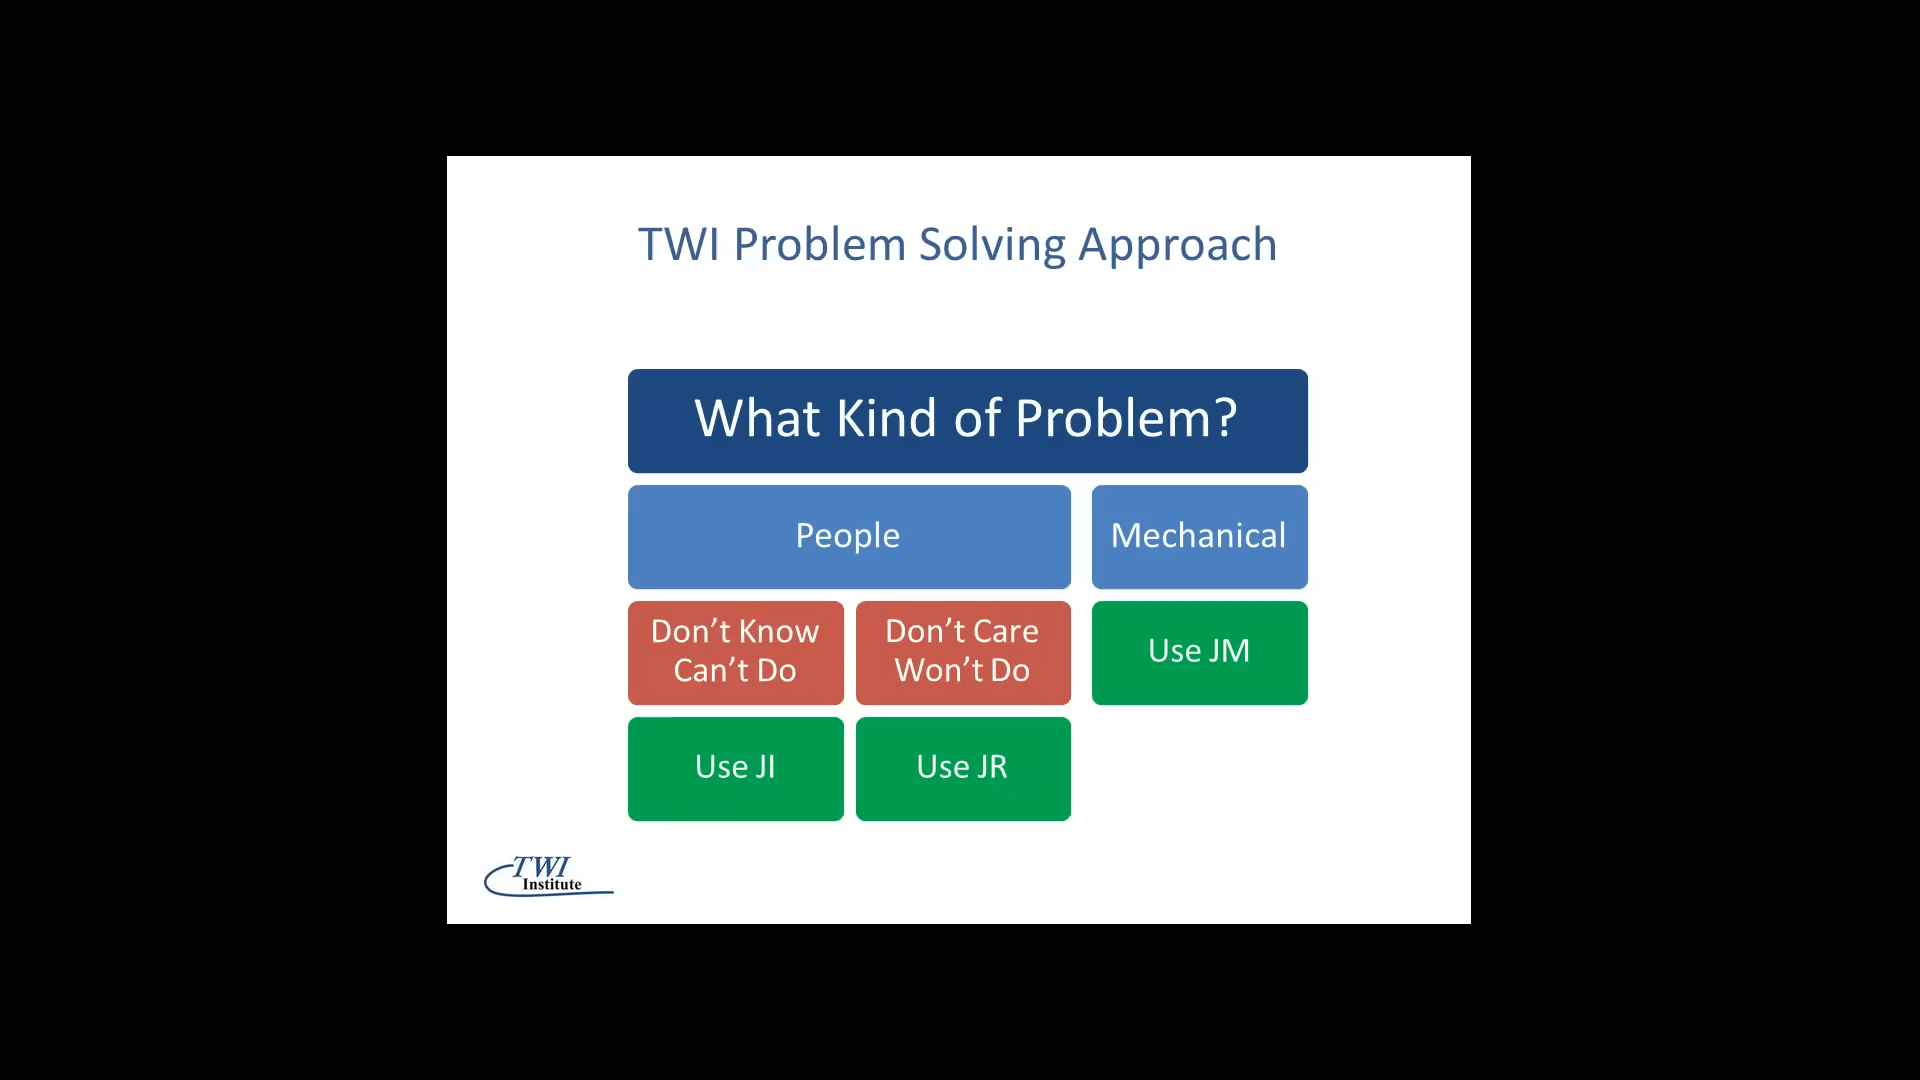 TWI Problem Solving Approach
What Kind of Problem?
People
Mechanical
Don’t Know
Can’t Do
Don’t Care
Won’t Do
Use JM
Use JI
Use JR
TWI
Institute